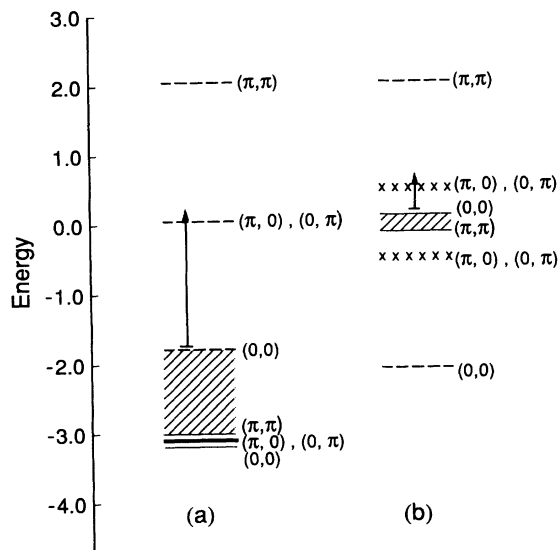 Energy
3.0
2.0
1.0
0.0
-1.0
-2.0
-3.0
-4.0
(π,π)
(π, 0) , (0, π)
(0,0)
(π,π)
(π, 0) , (0, π)
(0,0)
(a)
(π,π)
(π, 0) , (0, π)
(0,0)
(π,π)
(π, 0) , (0, π)
(0,0)
(b)